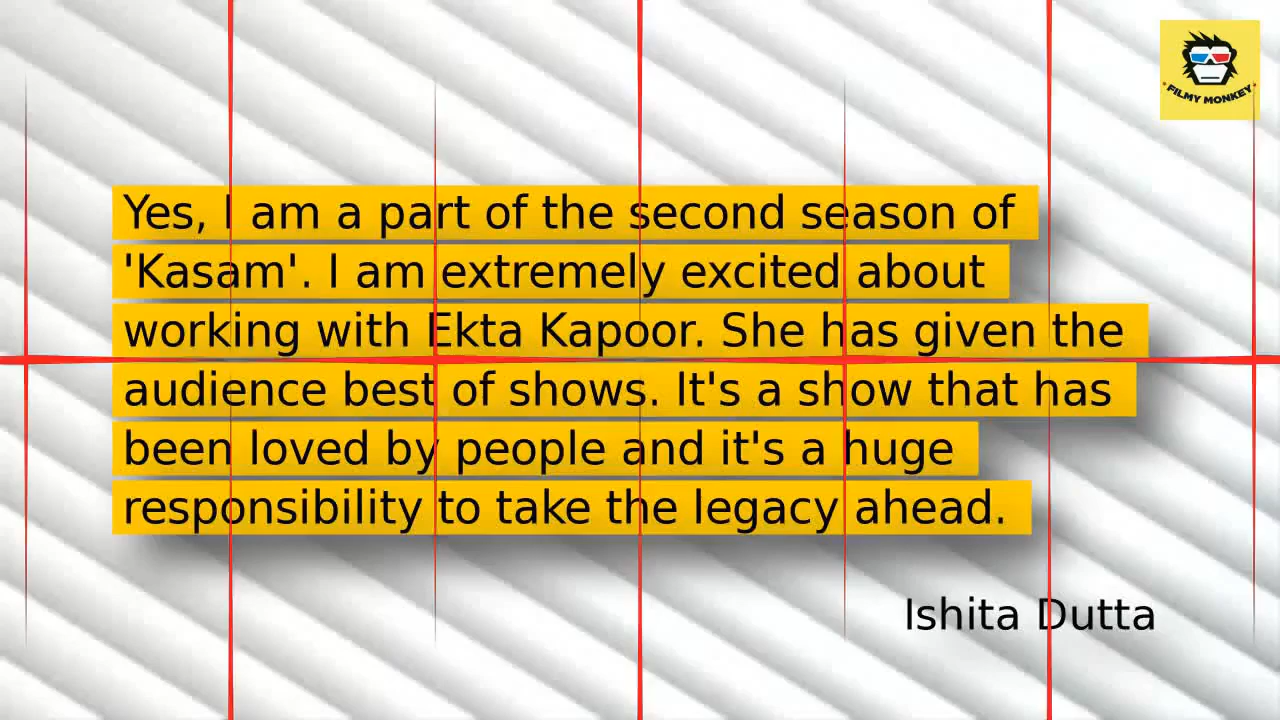 FILMY MONKEY
Yes, I am a part of the second season of
'Kasam'. I am extremely excited about
working with Ekta Kapoor. She has given the
audience best of shows. It's a show that has
been loved by people and it's a huge
responsibility to take the legacy ahead.
Ishita Dutta